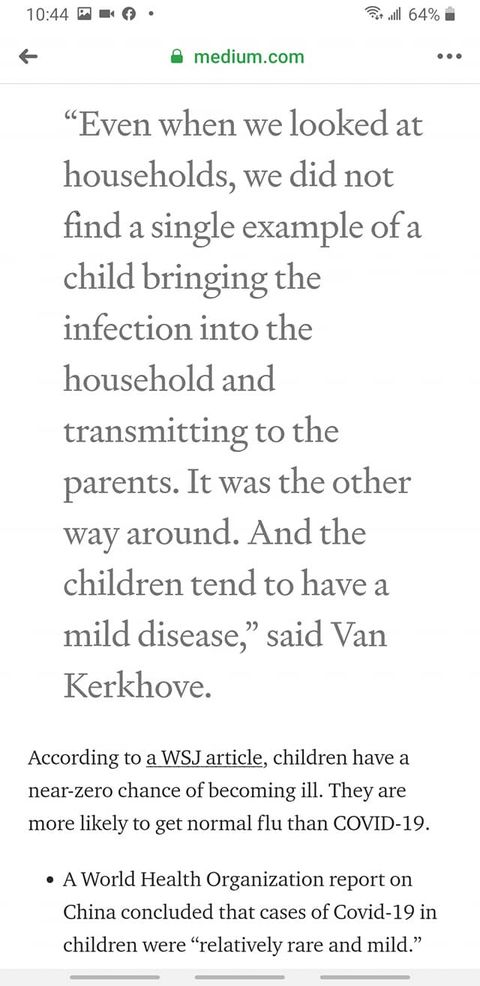 10:44 64%
medium.com
“Even when we looked at
households, we did not
find a single example of a
child bringing the
infection into the
household and
transmitting to the
parents. It was the other
way around. And the
children tend to have a
mild disease,” said Van
Kerkhove.
According to a WSJ article, children have a
near-zero chance of becoming ill. They are
more likely to get normal flu than COVID-19.
• A World Health Organization report on
China concluded that cases of Covid-19 in
children were “relatively rare and mild.”